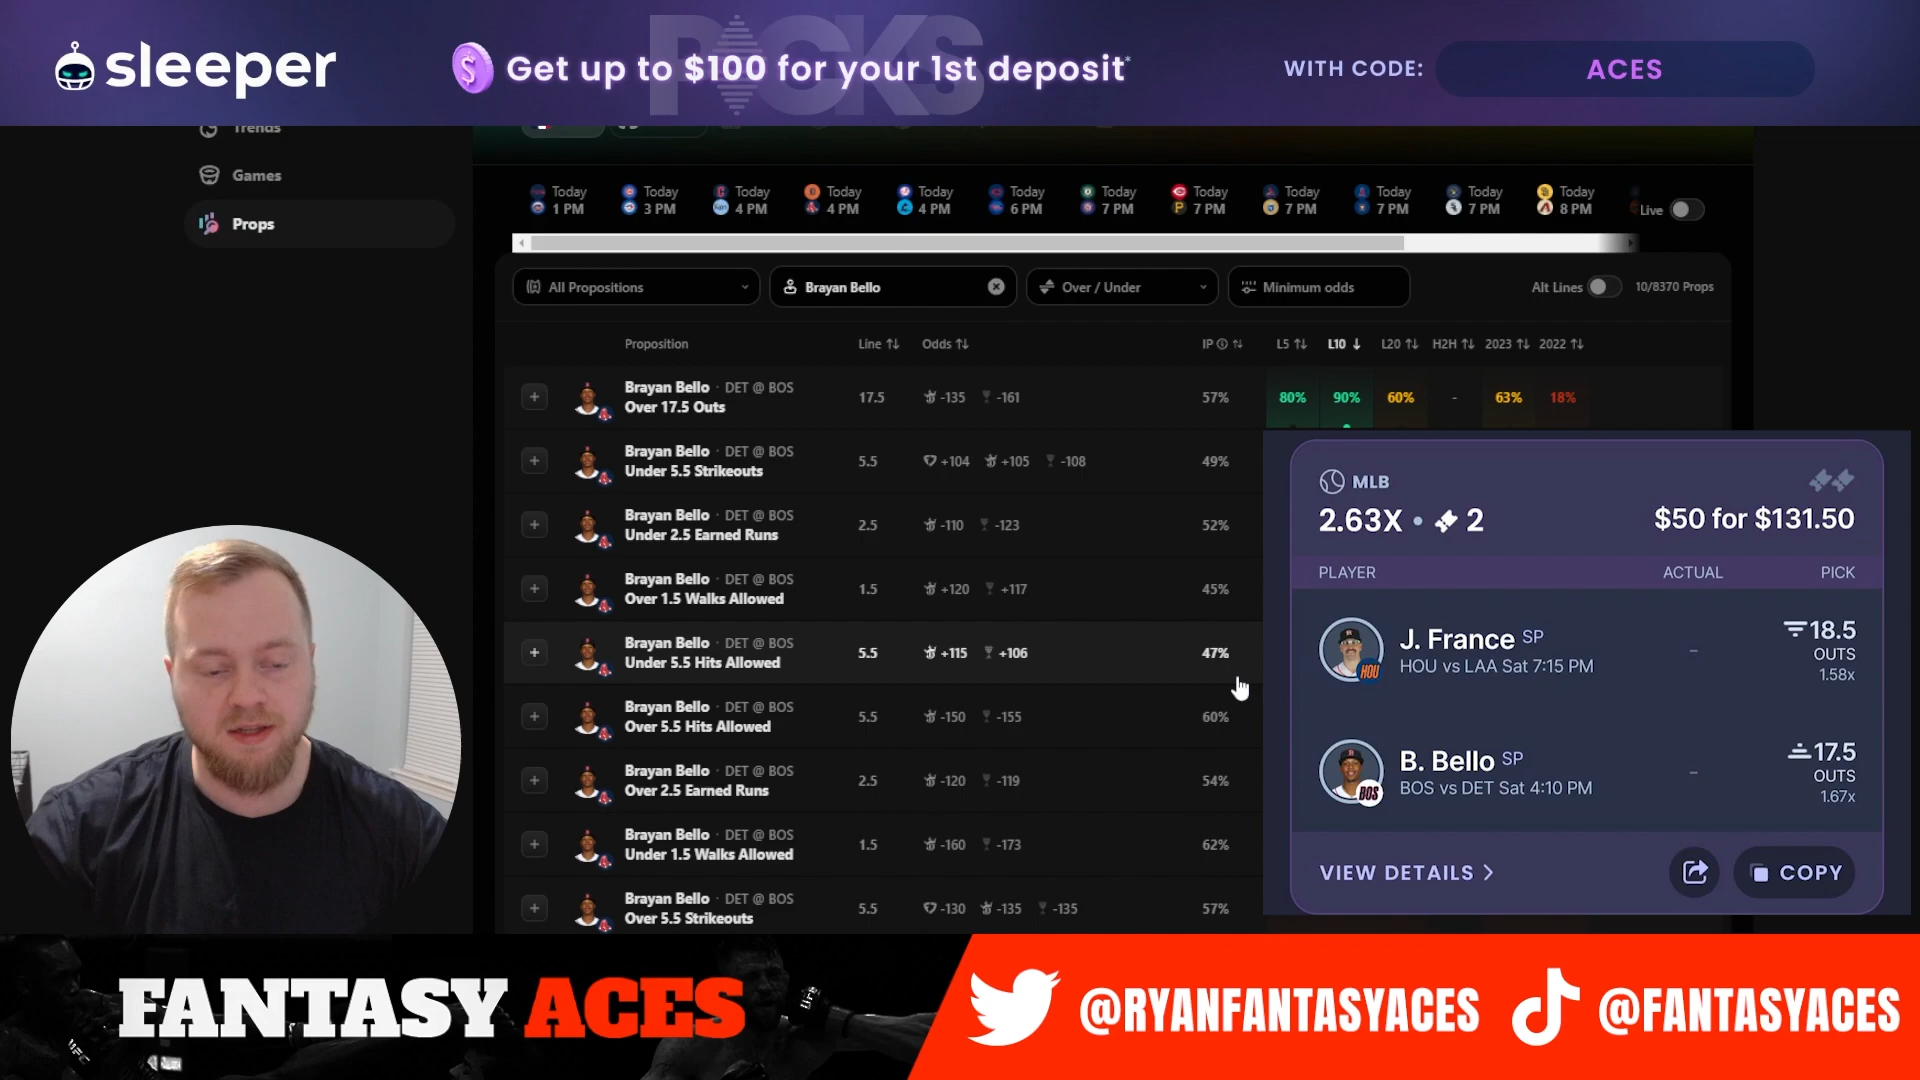 sleeper
PICKS
Get up to $100 for your 1st deposit*
WITH CODE:
ACES
Trends
Games
Props
Today
1 PM
Today
3 PM
Today
4 PM
Today
4 PM
Today
4 PM
Today
6 PM
Today
7 PM
Today
7 PM
Today
7 PM
Today
7 PM
Today
7 PM
Today
8 PM
Live
All Propositions
Brayan Bello
Over / Under
Minimum odds
Alt Lines
10/8370 Props
Proposition Line Odds IP L5 L10 L20 H2H 2023 2022
Brayan Bello · DET @ BOS
Over 17.5 Outs
17.5 -135 -161 57% 80% 90% 60% - 63% 18%
Brayan Bello · DET @ BOS
Under 5.5 Strikeouts
5.5 +104 +105 -108 49%
Brayan Bello · DET @ BOS
Under 2.5 Earned Runs
2.5 -110 -123 52%
Brayan Bello · DET @ BOS
Over 1.5 Walks Allowed
1.5 +120 +117 45%
Brayan Bello · DET @ BOS
Under 5.5 Hits Allowed
5.5 +115 +106 47%
Brayan Bello · DET @ BOS
Over 5.5 Hits Allowed
5.5 -150 -155 60%
Brayan Bello · DET @ BOS
Over 2.5 Earned Runs
2.5 -120 -119 54%
Brayan Bello · DET @ BOS
Under 1.5 Walks Allowed
1.5 -160 -173 62%
Brayan Bello · DET @ BOS
Over 5.5 Strikeouts
5.5 -130 -135 -135 57%
MLB
2.63X • 2
$50 for $131.50
PLAYER ACTUAL PICK
J. France SP
HOU vs LAA Sat 7:15 PM
HOU
-
18.5
OUTS
1.58x
B. Bello SP
BOS vs DET Sat 4:10 PM
BOS
-
17.5
OUTS
1.67x
VIEW DETAILS
COPY
FANTASY ACES
UFC
UFC
@RYANFANTASYACES
@FANTASYACES